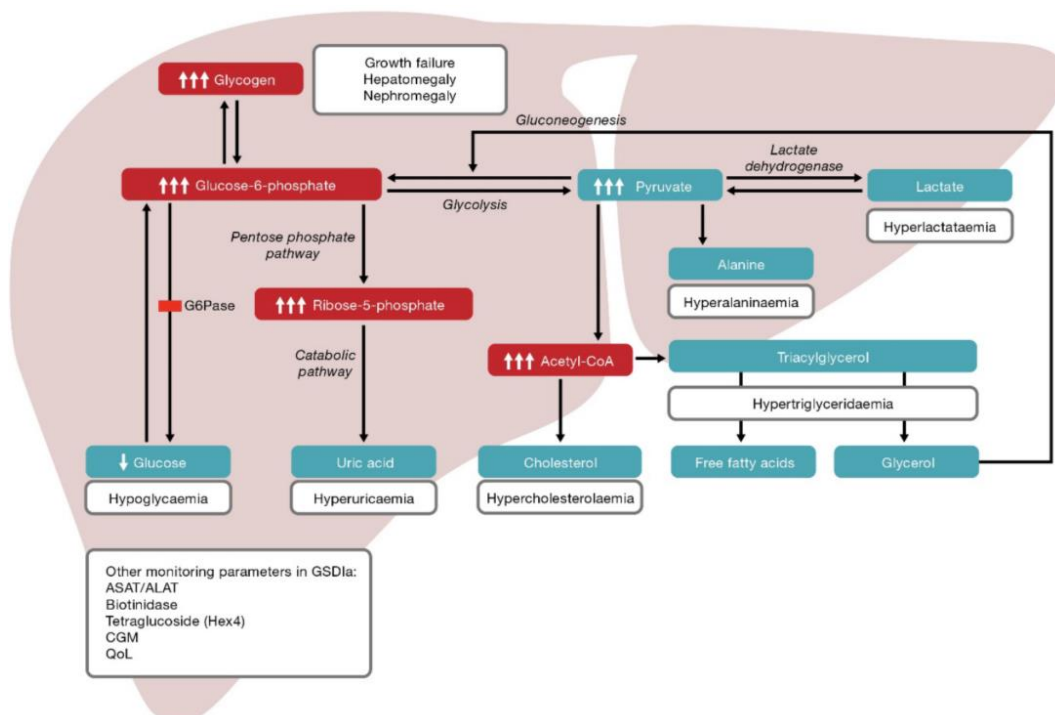 ↑↑↑ Glycogen
Growth failure
Hepatomegaly
Nephromegaly
Gluconeogenesis
Lactate
dehydrogenase
↑↑↑ Glucose-6-phosphate
↑↑↑ Pyruvate
Lactate
Glycolysis
Hyperlactataemia
Pentose phosphate
pathway
Alanine
Hyperalaninaemia
G6Pase
↑↑↑ Ribose-5-phosphate
Catabolic
pathway
↑↑↑ Acetyl-CoA
Triacylglycerol
Hypertriglyceridaemia
↓ Glucose
Uric acid
Cholesterol
Free fatty acids
Glycerol
Hypoglycaemia
Hyperuricaemia
Hypercholesterolaemia
Other monitoring parameters in GSDIa:
ASAT/ALAT
Biotinidase
Tetraglucoside (Hex4)
CGM
QoL